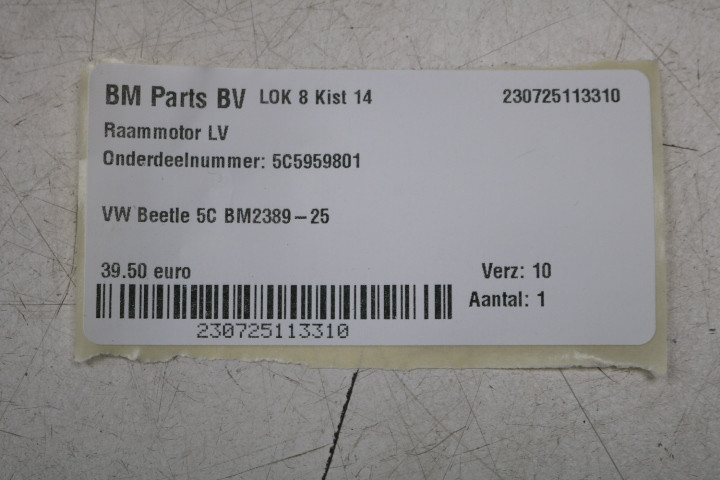 BM Parts BV LOK 8 Kist 14 230725113310
Raammotor LV
Onderdeelnummer: 5C5959801
VW Beetle 5C BM2389-25
39.50 euro Verz: 10
Aantal: 1
230725113310